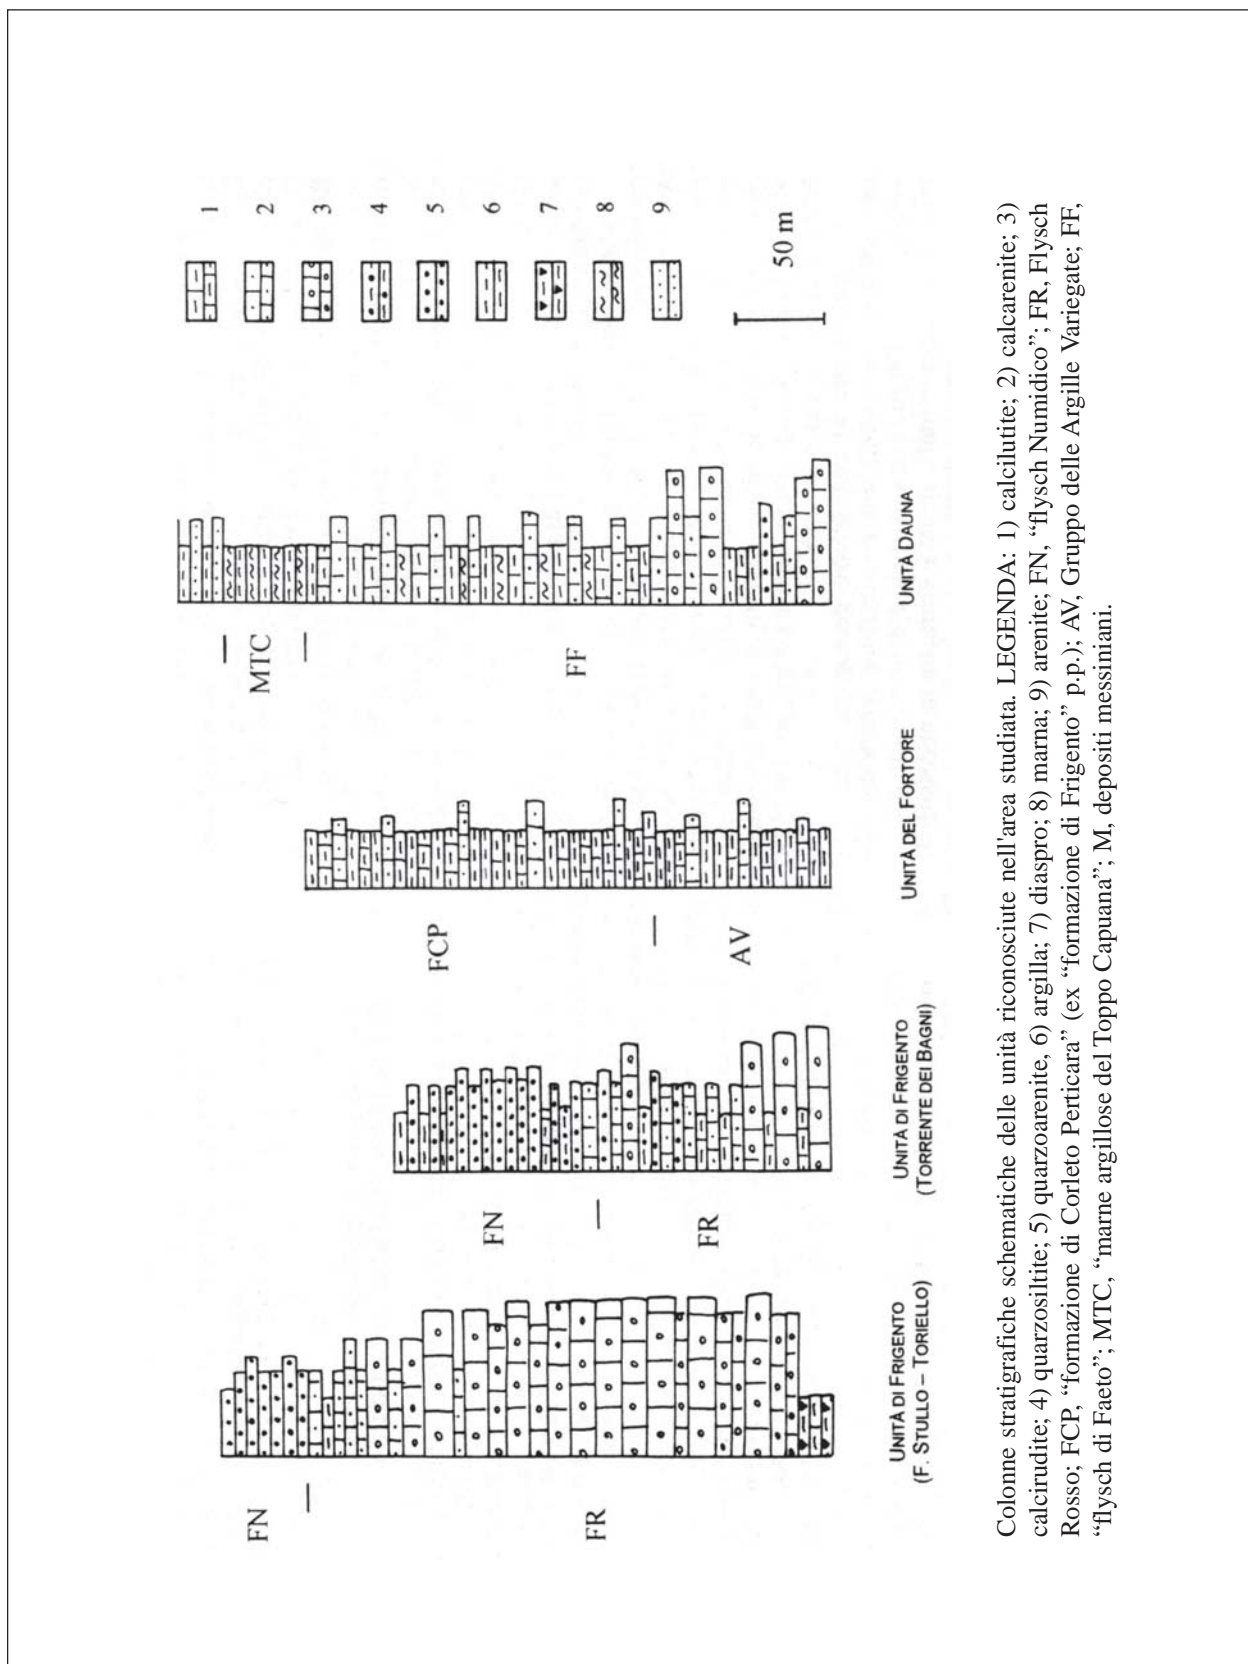 1
2
3
4
5
6
7
8
9
50 m
FN
FR
UNITÀ DI FRIGENTO
(F. STULLO – TORIELLO)
FN
FR
UNITÀ DI FRIGENTO
(TORRENTE DEI BAGNI)
FCP
AV
UNITÀ DEL FORTORE
MTC
FF
UNITÀ DAUNA
Colonne stratigrafiche schematiche delle unità riconosciute nell'area studiata. LEGENDA: 1) calcilutite; 2) calcarenite; 3)
calcirudite; 4) quarzosiltite; 5) quarzoarenite, 6) argilla; 7) diaspro; 8) marna; 9) arenite; FN, “flysch Numidico”; FR, Flysch
Rosso; FCP, “formazione di Corleto Perticara” (ex “formazione di Frigento” p.p.); AV, Gruppo delle Argille Variegate; FF,
“flysch di Faeto”; MTC, “marne argillose del Toppo Capuana”; M, depositi messiniani.